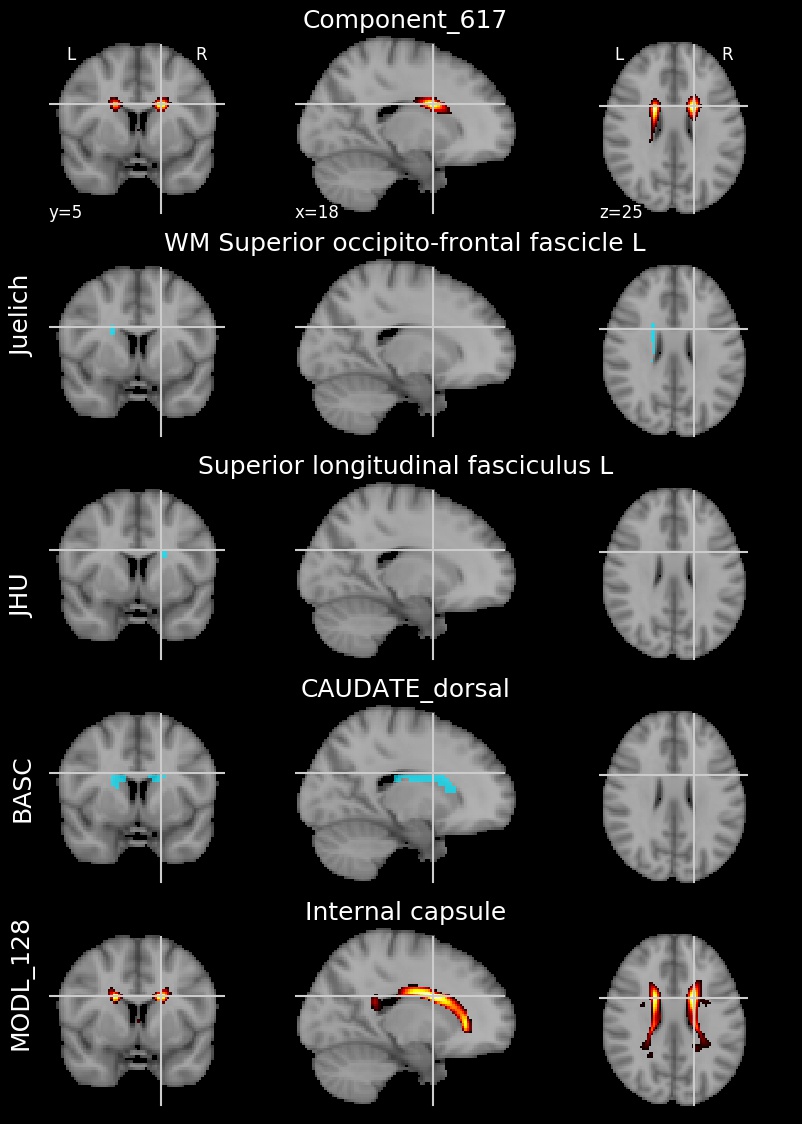 Component_617
L R L R
y=5 x=18 z=25
WM Superior occipito-frontal fascicle L
Juelich
Superior longitudinal fasciculus L
JHU
CAUDATE_dorsal
BASC
Internal capsule
MODL_128